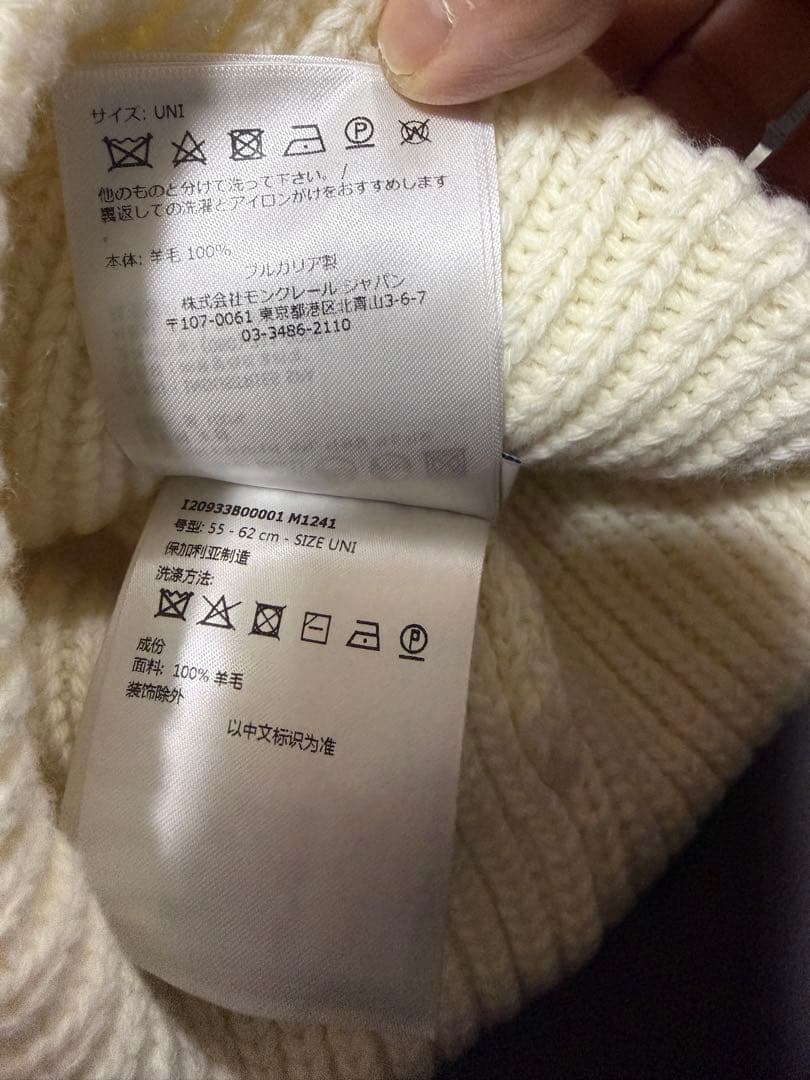 サイズ: UNI
P
W
他のものと分けて洗って下さい。/
裏返しての洗濯とアイロンがけをおすすめします
。
本体: 羊毛 100%
ブルガリア製
株式会社モンクレール ジャパン
〒107-0061 東京都港区北青山3-6-7
03-3486-2110
I20933B00001 M1241
号型: 55 - 62 cm - SIZE UNI
保加利亚制造
洗涤方法:
P
成份
面料: 100% 羊毛
装饰除外
以中文标识为准